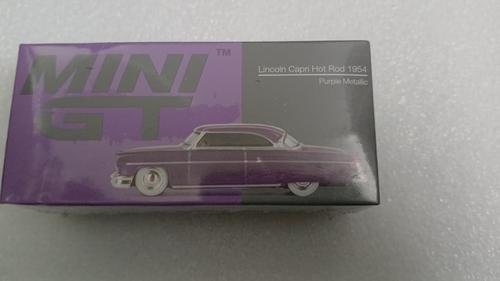 MINI
GT
TM
Lincoln Capri Hot Rod 1954
Purple Metallic